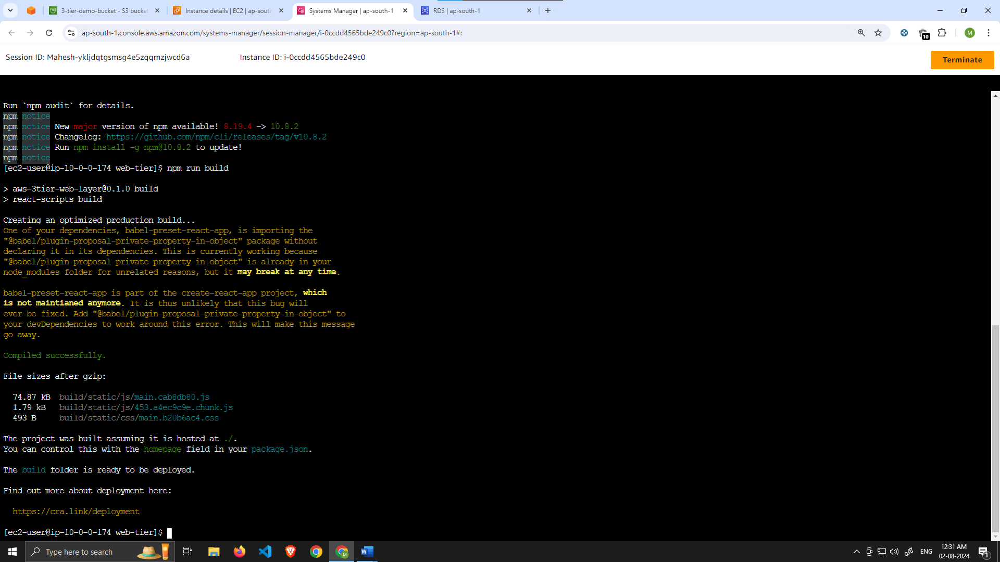 3-tier-demo-bucket - S3 bucket
Instance details | EC2 | ap-south
Systems Manager | ap-south-1
RDS | ap-south-1
ap-south-1.console.aws.amazon.com/systems-manager/session-manager/i-0ccdd4565bde249c0?region=ap-south-1#:
10
M
Session ID: Mahesh-ykljdqtgsmsg4e5zqqmzjwcd6a
Instance ID: i-0ccdd4565bde249c0
Terminate
Run `npm audit` for details.
npm notice
npm notice New major version of npm available! 8.19.4 -> 10.8.2
npm notice Changelog: https://github.com/npm/cli/releases/tag/v10.8.2
npm notice Run npm install -g npm@10.8.2 to update!
npm notice
[ec2-user@ip-10-0-0-174 web-tier]$ npm run build
> aws-3tier-web-layer@0.1.0 build
> react-scripts build
Creating an optimized production build...
One of your dependencies, babel-preset-react-app, is importing the
"@babel/plugin-proposal-private-property-in-object" package without
declaring it in its dependencies. This is currently working because
"@babel/plugin-proposal-private-property-in-object" is already in your
node_modules folder for unrelated reasons, but it may break at any time.
babel-preset-react-app is part of the create-react-app project, which
is not maintianed anymore. It is thus unlikely that this bug will
ever be fixed. Add "@babel/plugin-proposal-private-property-in-object" to
your devDependencies to work around this error. This will make this message
go away.
Compiled successfully.
File sizes after gzip:
74.87 kB build/static/js/main.cab8db80.js
1.79 kB build/static/js/453.a4ec9c9e.chunk.js
493 B build/static/css/main.b20b6ac4.css
The project was built assuming it is hosted at ./.
You can control this with the homepage field in your package.json.
The build folder is ready to be deployed.
Find out more about deployment here:
https://cra.link/deployment
[ec2-user@ip-10-0-0-174 web-tier]$
Type here to search
M
W
ENG
12:31 AM
02-08-2024
1